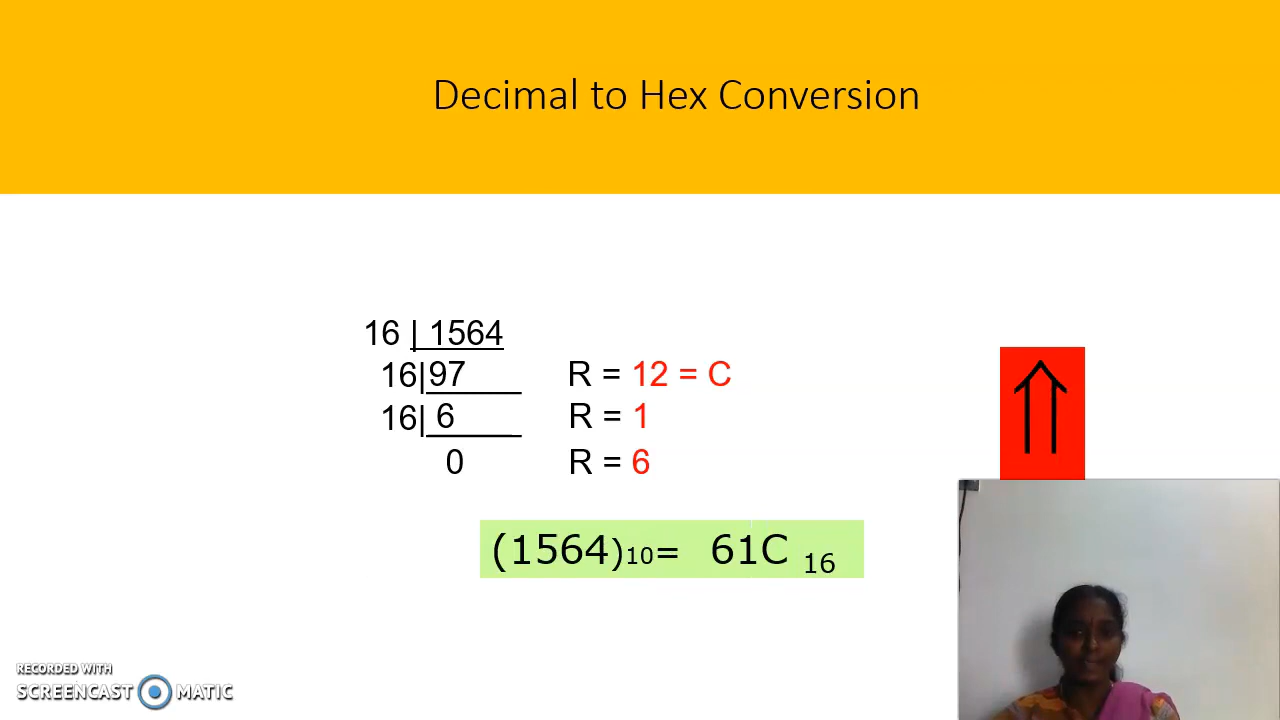 Decimal to Hex Conversion
16 | 1564
16|97 R = 12 = C
16| 6 R = 1
0 R = 6
(1564)10= 61C 16
RECORDED WITH
SCREENCAST MATIC